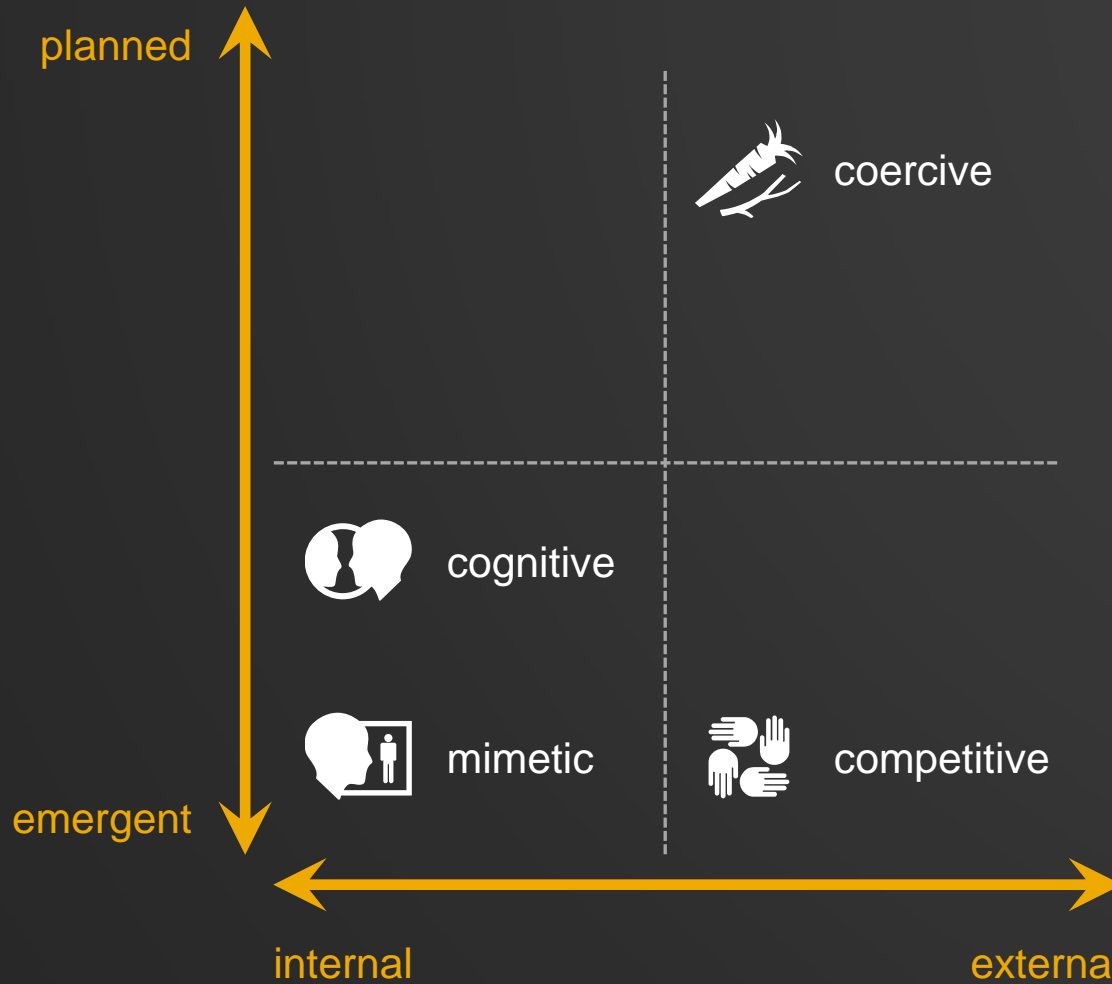 planned
coercive
cognitive
mimetic
competitive
emergent
internal
externa